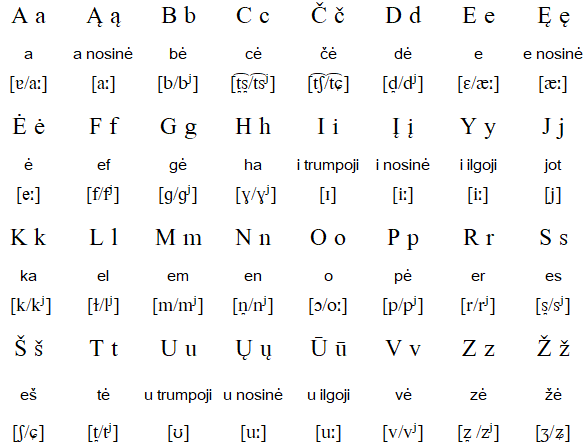 A a Ą ą B b C c Č č D d E e Ę ę
a a nosinė bė cė čė dė e e nosinė
[ɐ/aː] [aː] [b/bʲ] [t̪͡s̪/t͡sʲ] [t͡ʃ/t͡ɕ] [d̪/dʲ] [ɛ/æː] [æː]
Ė ė F f G g H h I i Į į Y y J j
ė ef gė ha i trumpoji i nosinė i ilgoji jot
[eː] [f/fʲ] [ɡ/ɡʲ] [ɣ/ɣʲ] [ɪ] [iː] [iː] [j]
K k L l M m N n O o P p R r S s
ka el em en o pė er es
[k/kʲ] [ɫ/lʲ] [m/mʲ] [n̪/nʲ] [ɔ/oː] [p/pʲ] [r/rʲ] [s̪/sʲ]
Š š T t U u Ų ų Ū ū V v Z z Ž ž
eš tė u trumpoji u nosinė u ilgoji vė zė žė
[ʃ/ɕ] [t̪/tʲ] [ʊ] [uː] [uː] [v/vʲ] [z̪ /zʲ] [ʒ/ʑ]